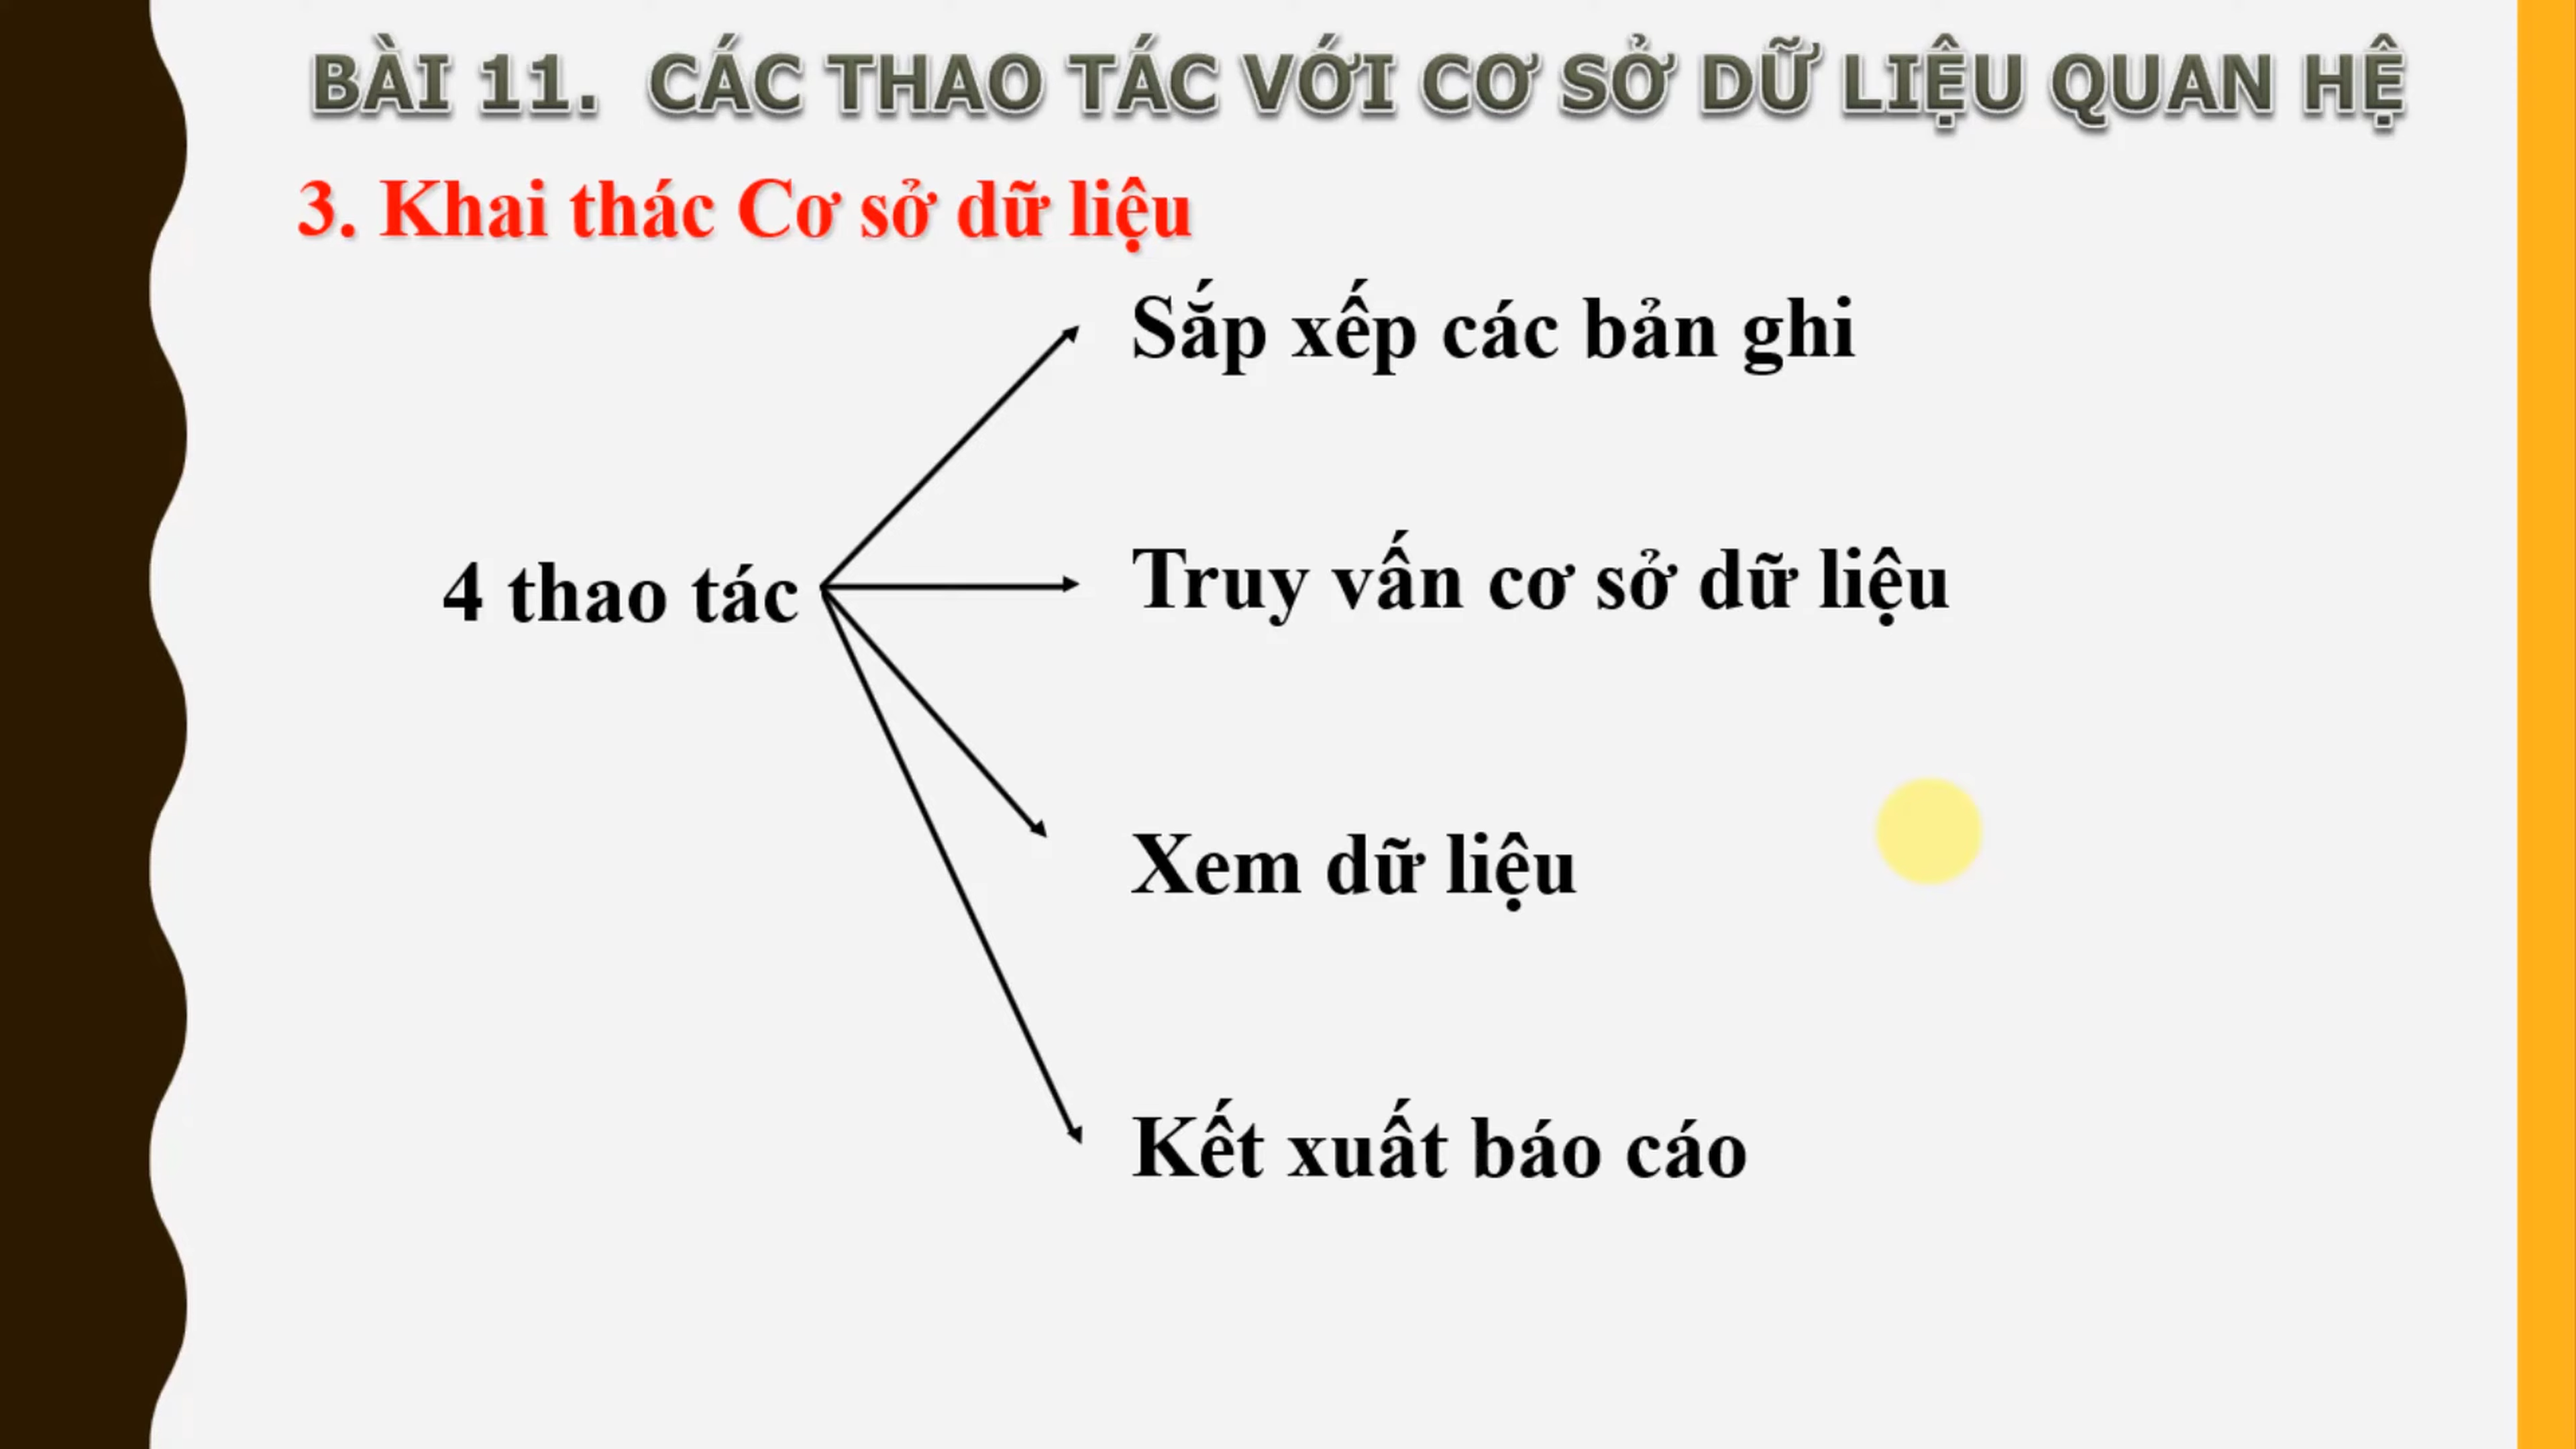 BÀI 11. CÁC THAO TÁC VỚI CƠ SỞ DỮ LIỆU QUAN HỆ
3. Khai thác Cơ sở dữ liệu
Sắp xếp các bản ghi
4 thao tác
Truy vấn cơ sở dữ liệu
Xem dữ liệu
Kết xuất báo cáo